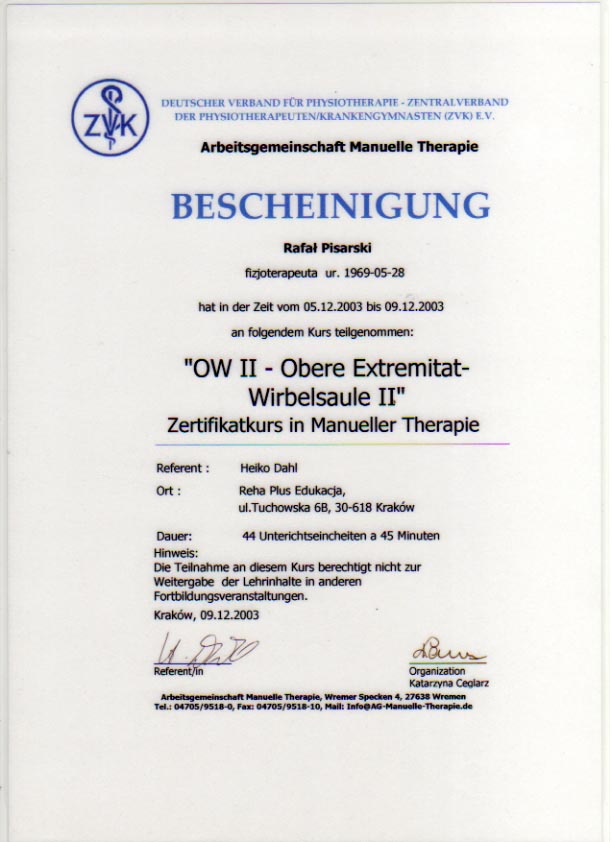 ZVK
DEUTSCHER VERBAND FÜR PHYSIOTHERAPIE - ZENTRALVERBAND
DER PHYSIOTHERAPEUTEN/KRANKENGYMNASTEN (ZVK) E.V.
Arbeitsgemeinschaft Manuelle Therapie
BESCHEINIGUNG
Rafał Pisarski
fizjoterapeuta ur. 1969-05-28
hat in der Zeit vom 05.12.2003 bis 09.12.2003
an folgendem Kurs teilgenommen:
"OW II - Obere Extremitat-
Wirbelsaule II"
Zertifikatkurs in Manueller Therapie
Referent : Heiko Dahl
Ort : Reha Plus Edukacja,
ul.Tuchowska 6B, 30-618 Kraków
Dauer: 44 Unterichtseincheiten a 45 Minuten
Hinweis:
Die Teilnahme an diesem Kurs berechtigt nicht zur
Weitergabe der Lehrinhalte in anderen
Fortbildungsveranstaltungen.
Kraków, 09.12.2003
Referent/in
Organization
Katarzyna Ceglarz
Arbeitsgemeinschaft Manuelle Therapie, Wremer Specken 4, 27638 Wremen
Tel.: 04705/9518-0, Fax: 04705/9518-10, Mail: Info@AG-Manuelle-Therapie.de